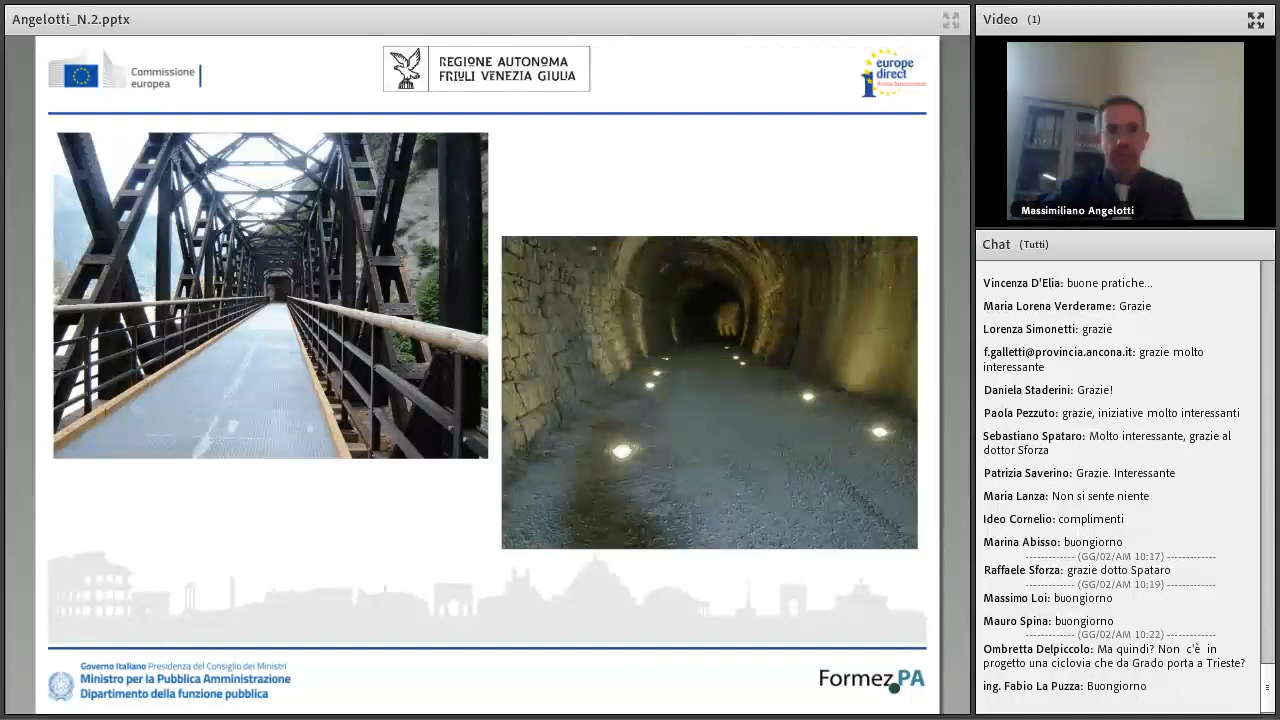 Angelotti_N.2.pptx
Commissione
europea
REGIONE AUTONOMA
FRIULI VENEZIA GIULIA
europe
direct
Governo Italiano Presidenza del Consiglio dei Ministri
Ministro per la Pubblica Amministrazione
Dipartimento della funzione pubblica
Formez PA
Video (1)
Massimiliano Angelotti
Chat (Tutti)
Vincenza D'Elia: buone pratiche...
Maria Lorena Verderame: Grazie
Lorenza Simonetti: grazie
f.galletti@provincia.ancona.it: grazie molto
interessante
Daniela Staderini: Grazie!
Paola Pezzuto: grazie, iniziative molto interessanti
Sebastiano Spataro: Molto interessante, grazie al
dottor Sforza
Patrizia Saverino: Grazie. Interessante
Maria Lanza: Non si sente niente
Ideo Cornelio: complimenti
Marina Abisso: buongiorno
------------ (GG/02/AM 10:17) ------------
Raffaele Sforza: grazie dotto Spataro
------------ (GG/02/AM 10:19) ------------
Massimo Loi: buongiorno
Mauro Spina: buongiorno
------------ (GG/02/AM 10:22) ------------
Ombretta Delpiccolo: Ma quindi? Non c'è in
progetto una ciclovia che da Grado porta a Trieste?
ing. Fabio La Puzza: Buongiorno